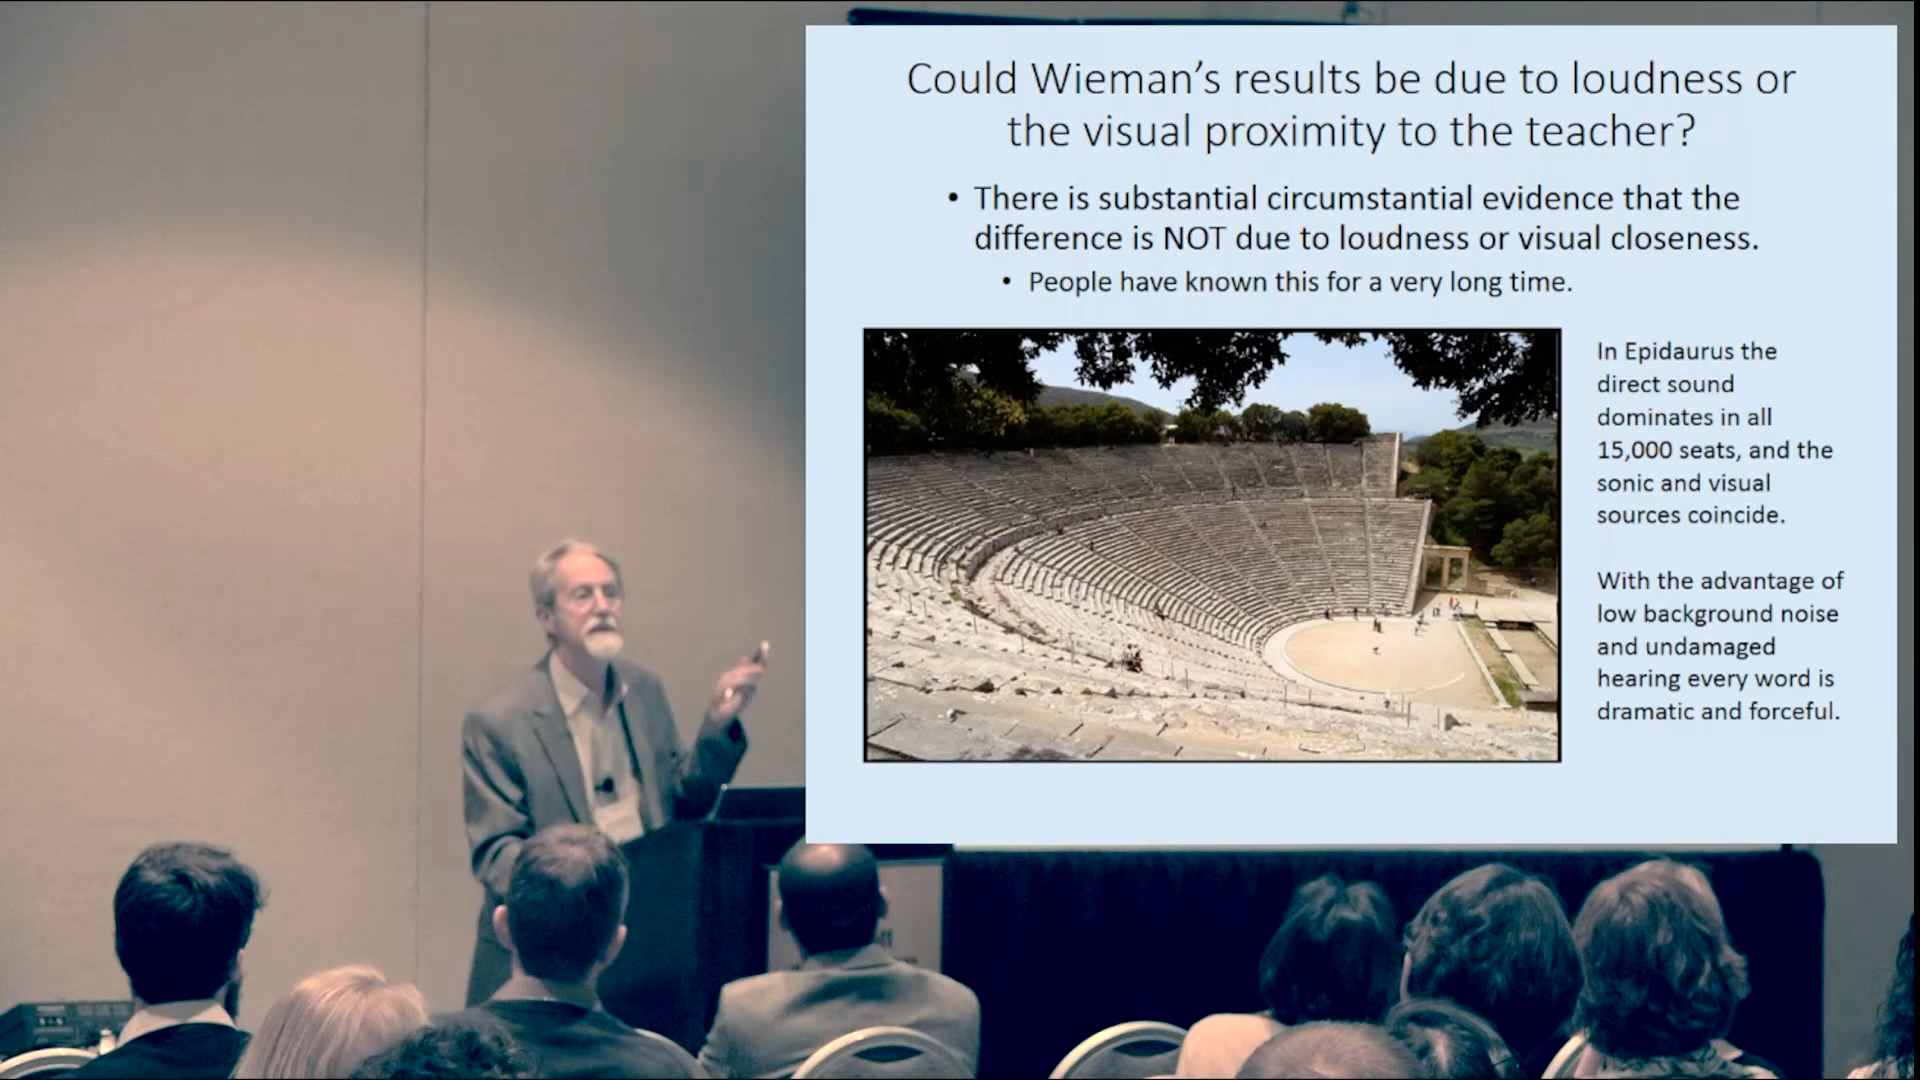 Could Wieman's results be due to loudness or
the visual proximity to the teacher?
• There is substantial circumstantial evidence that the
difference is NOT due to loudness or visual closeness.
• People have known this for a very long time.
In Epidaurus the
direct sound
dominates in all
15,000 seats, and the
sonic and visual
sources coincide.
With the advantage of
low background noise
and undamaged
hearing every word is
dramatic and forceful.